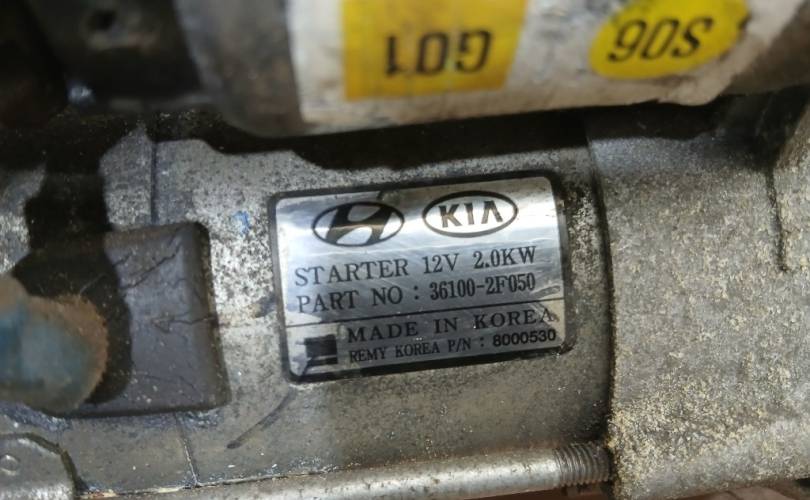 G01
S06
KIA
STARTER 12V 2.0KW
PART NO : 36100-2F050
MADE IN KOREA
REMY KOREA P/N : 8000530